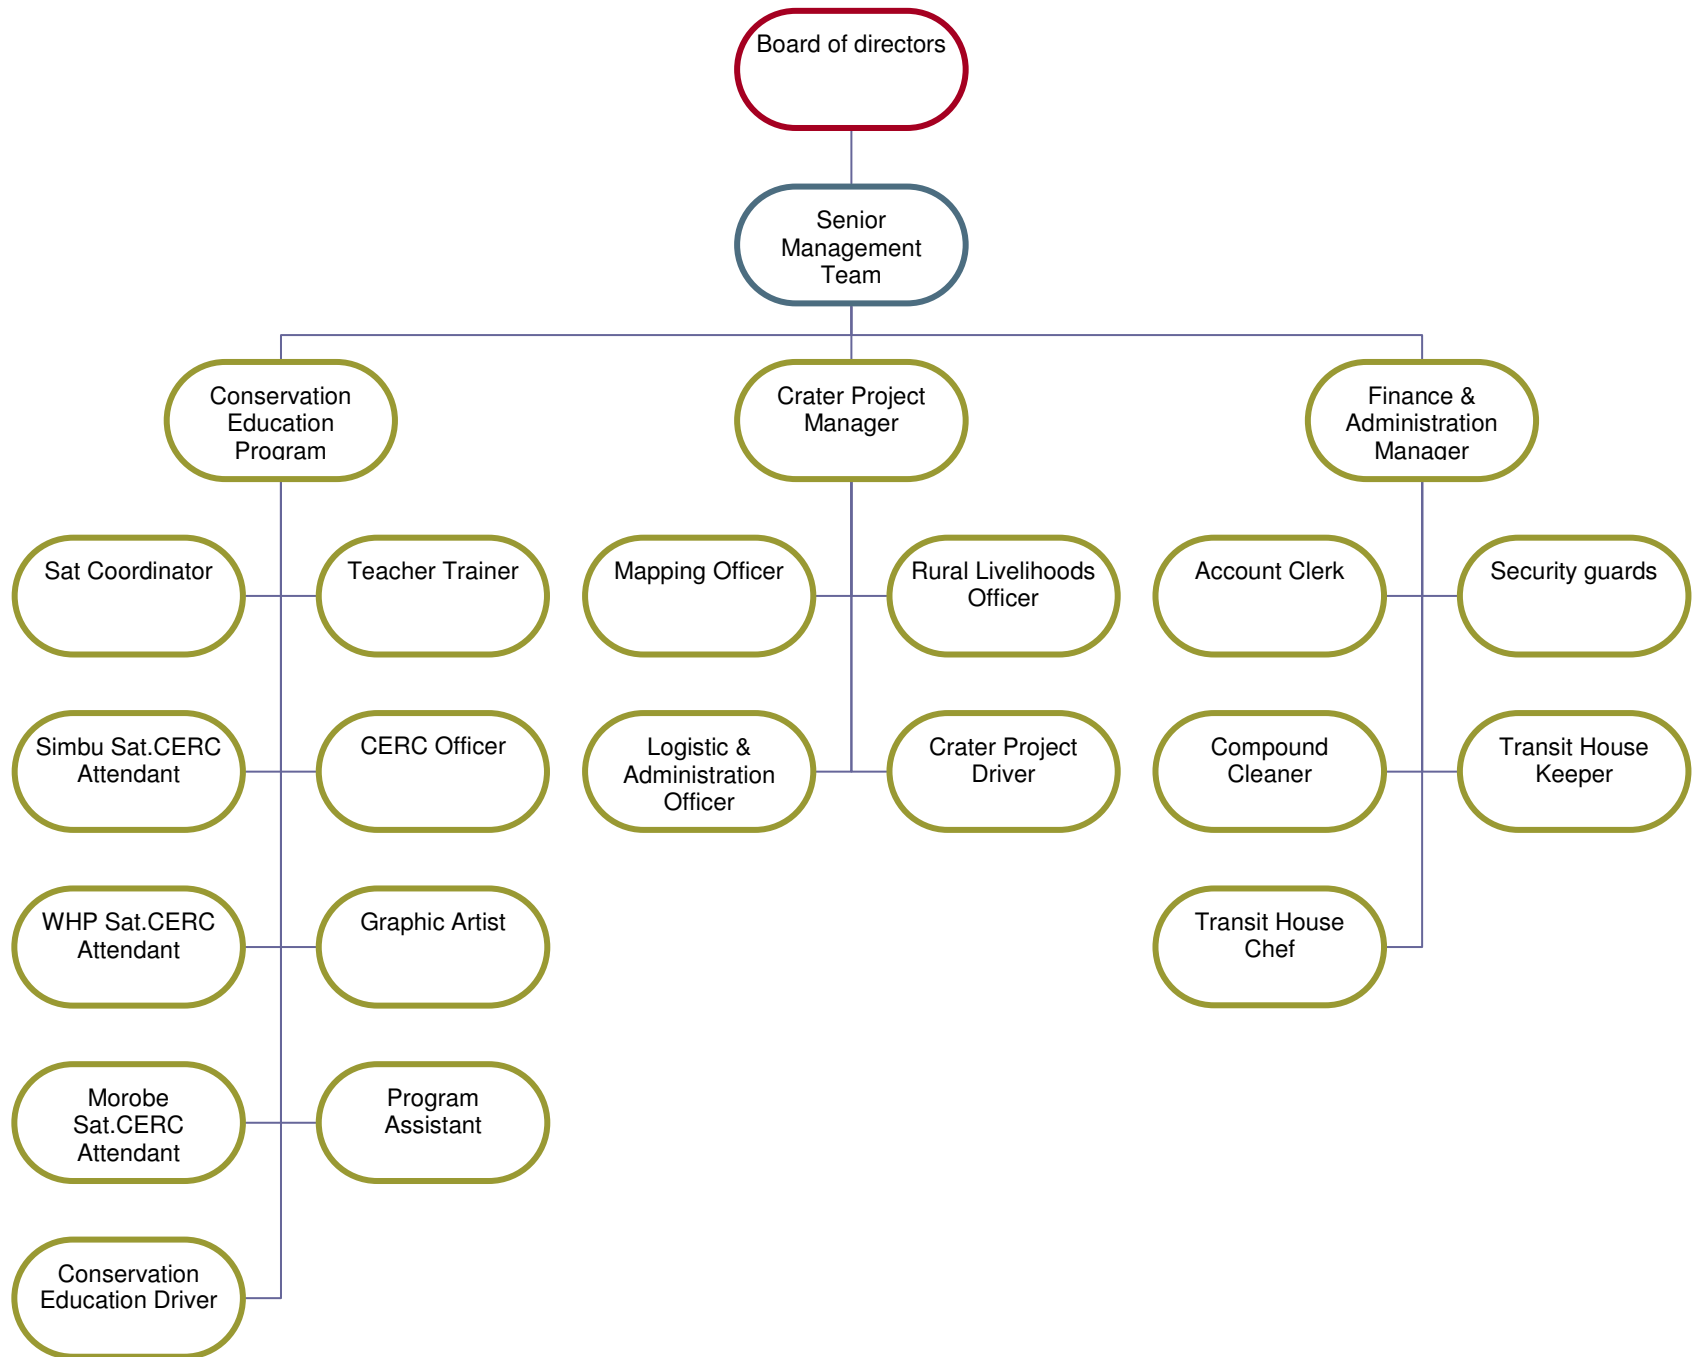 Board of directors
Senior
Management
Team
Conservation
Education
Program
Crater Project
Manager
Finance &
Administration
Manager
Sat Coordinator
Teacher Trainer
Mapping Officer
Rural Livelihoods
Officer
Account Clerk
Security guards
Simbu Sat.CERC
Attendant
CERC Officer
Logistic &
Administration
Officer
Crater Project
Driver
Compound
Cleaner
Transit House
Keeper
WHP Sat.CERC
Attendant
Graphic Artist
Transit House
Chef
Morobe
Sat.CERC
Attendant
Program
Assistant
Conservation
Education Driver